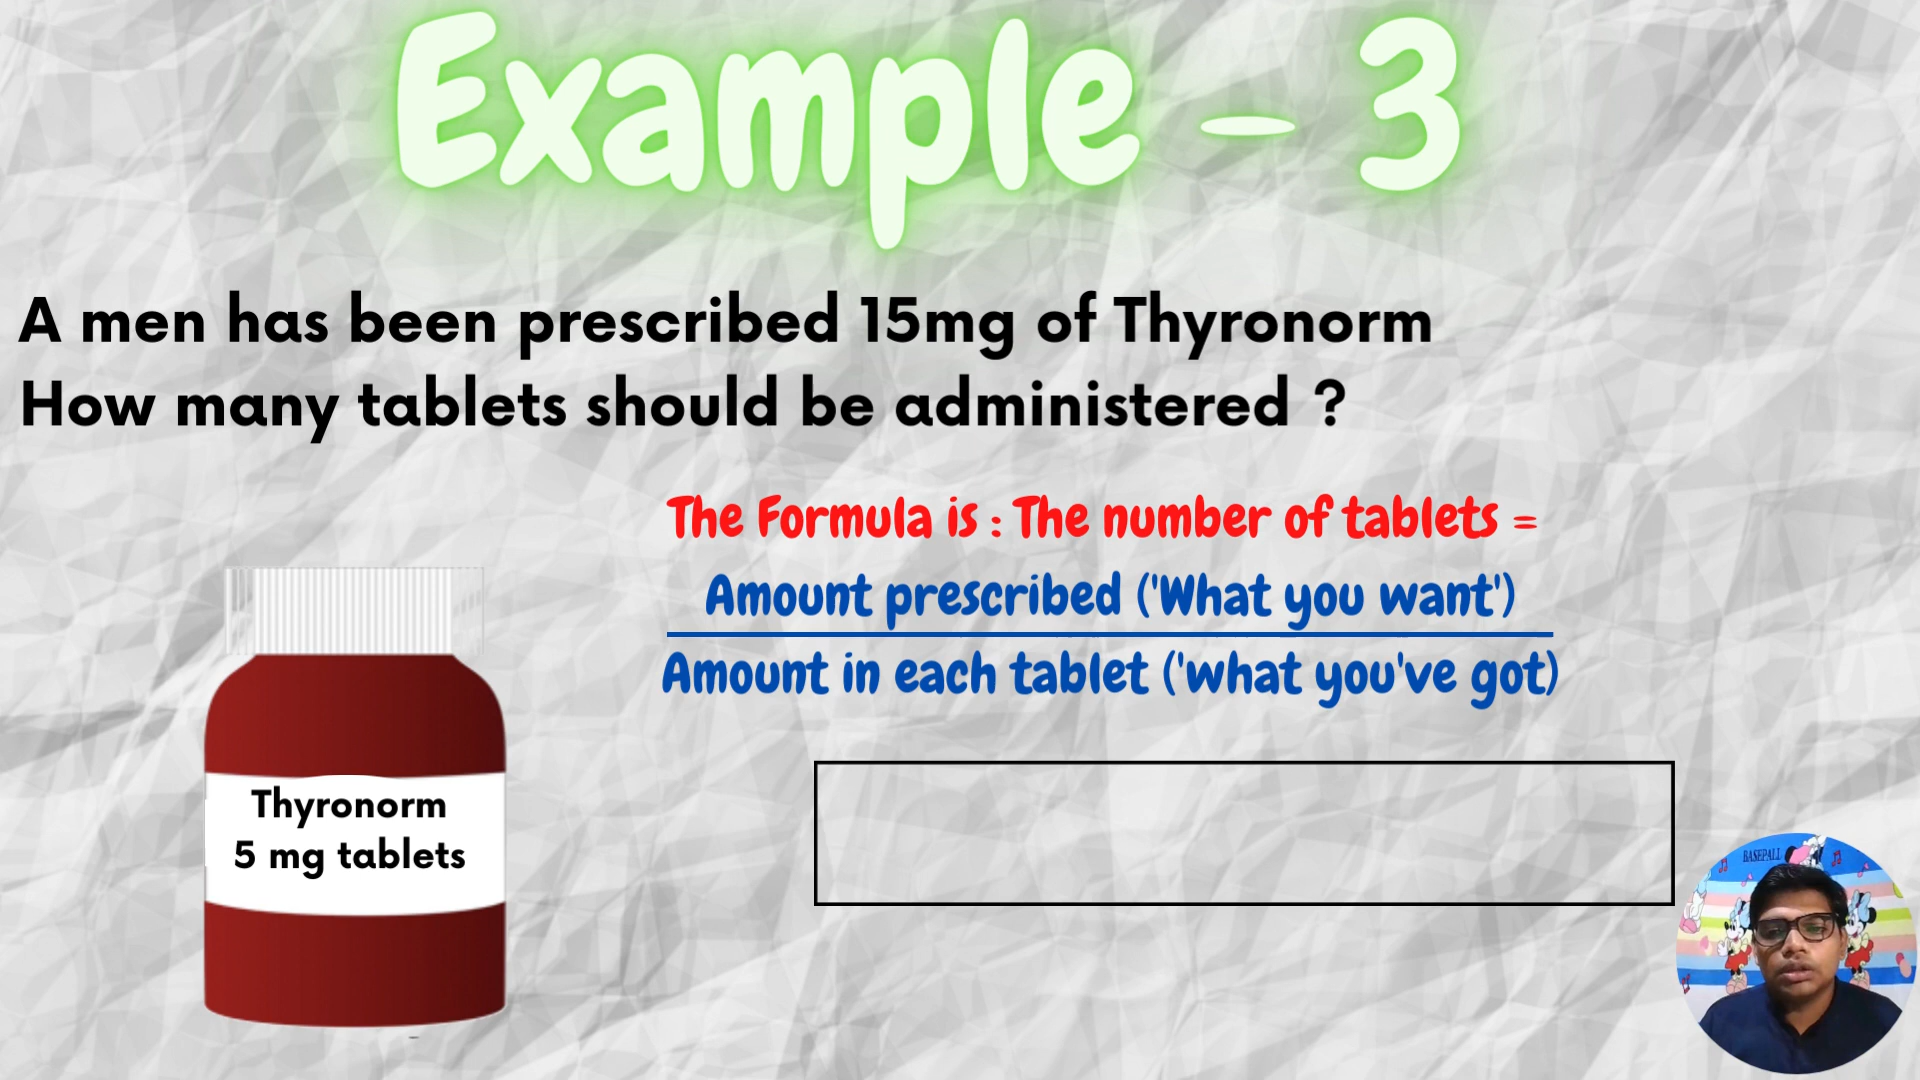 Example - 3
A men has been prescribed 15mg of Thyronorm
How many tablets should be administered ?
The Formula is : The number of tablets =
Amount prescribed ('What you want')
Amount in each tablet ('what you've got)
Thyronorm
5 mg tablets
BASEPALL